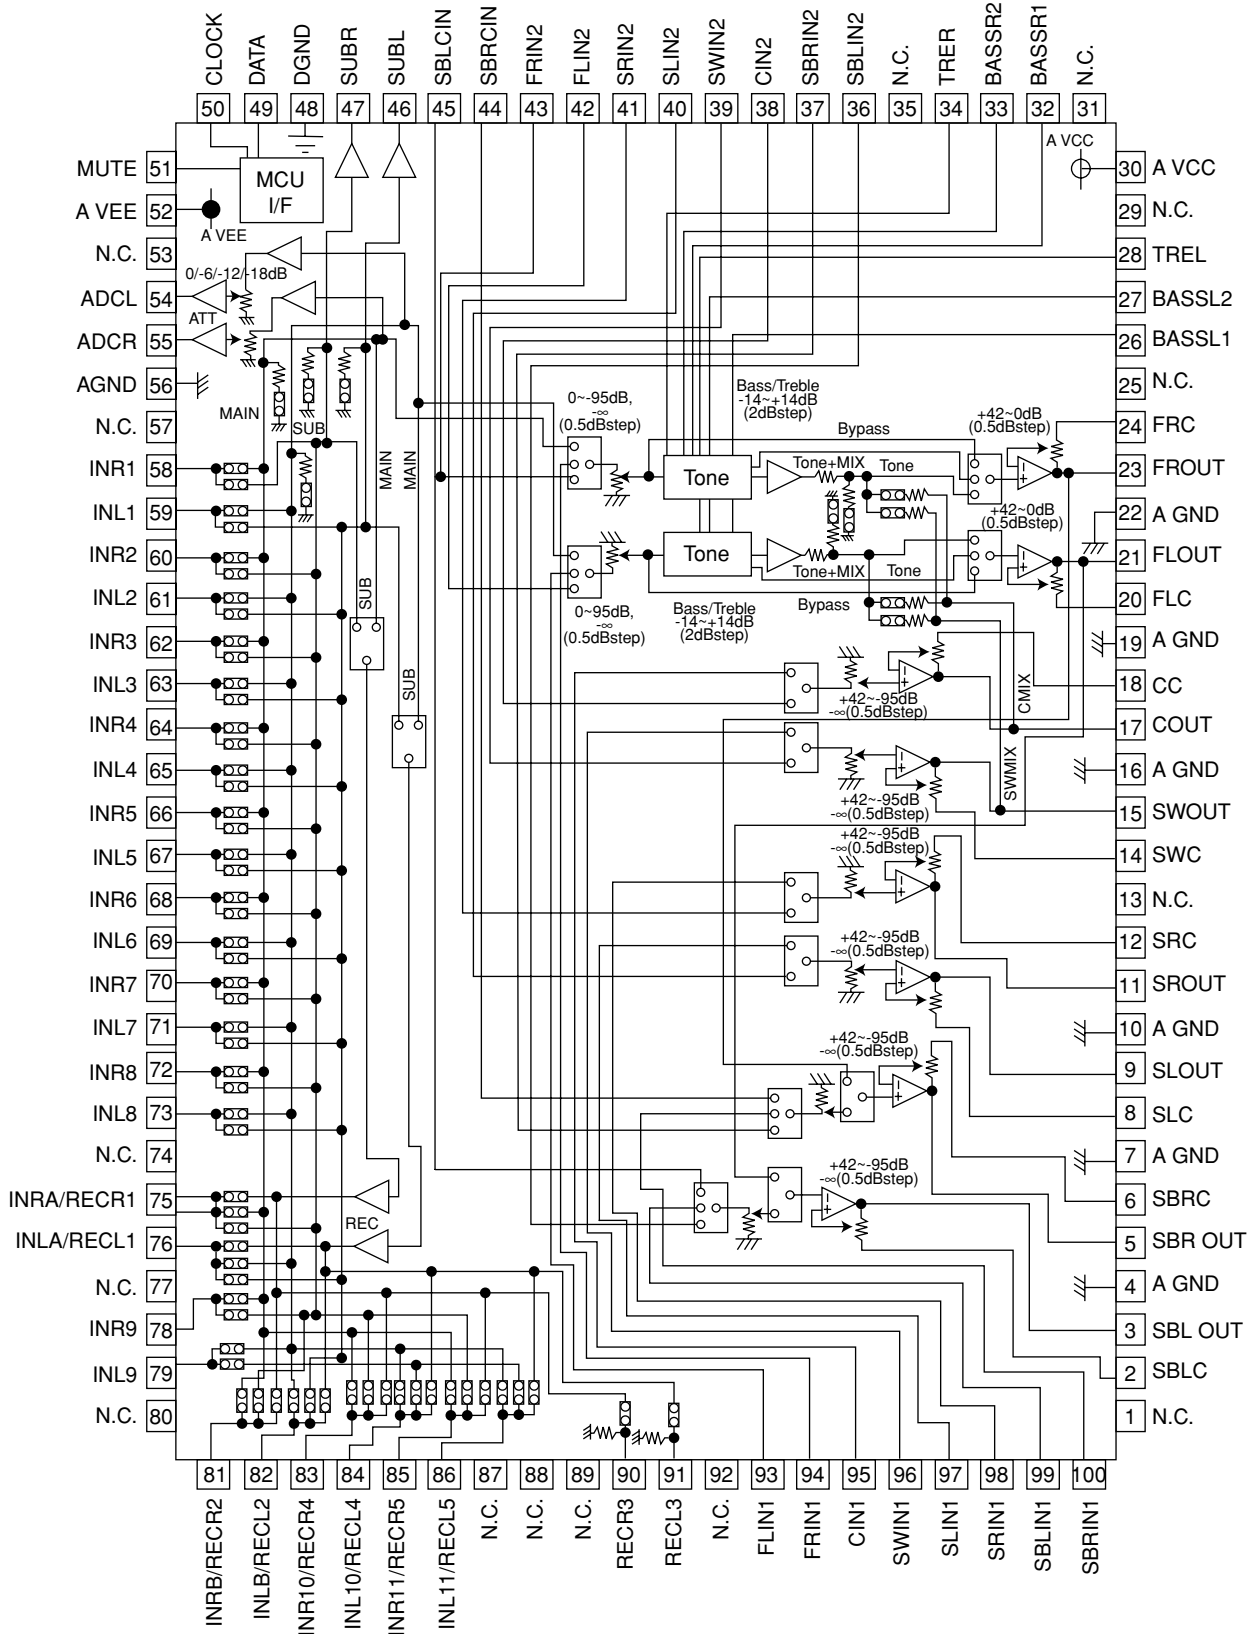 CLOCK
DATA
DGND
SUBR
SUBL
SBLCIN
SBRCIN
FRIN2
FLIN2
SRIN2
SLIN2
SWIN2
CIN2
SBRIN2
SBLIN2
N.C.
TRER
BASSR2
BASSR1
N.C.
50 49 48 47 46 45 44 43 42 41 40 39 38 37 36 35 34 33 32 31
MUTE 51
A VEE 52
N.C. 53
ADCL 54
ADCR 55
AGND 56
N.C. 57
INR1 58
INL1 59
INR2 60
INL2 61
INR3 62
INL3 63
INR4 64
INL4 65
INR5 66
INL5 67
INR6 68
INL6 69
INR7 70
INL7 71
INR8 72
INL8 73
N.C. 74
INRA/RECR1 75
INLA/RECL1 76
N.C. 77
INR9 78
INL9 79
N.C. 80
MCU
I/F
A VEE
0/-6/-12/-18dB
ATT
MAIN
SUB
MAIN
MAIN
SUB
SUB
REC
A VCC
0~-95dB,
-∞
(0.5dBstep)
Bass/Treble
-14~+14dB
(2dBstep)
Bypass
+42~0dB
(0.5dBstep)
Tone
Tone+MIX
Tone
+42~0dB
(0.5dBstep)
Tone
Tone+MIX
Tone
0~95dB,
-∞
(0.5dBstep)
Bass/Treble
-14~+14dB
(2dBstep)
Bypass
+42~-95dB
-∞(0.5dBstep)
CMIX
SWMIX
+42~-95dB
-∞(0.5dBstep)
+42~-95dB
-∞(0.5dBstep)
+42~-95dB
-∞(0.5dBstep)
+42~-95dB
-∞(0.5dBstep)
+42~-95dB
-∞(0.5dBstep)
30 A VCC
29 N.C.
28 TREL
27 BASSL2
26 BASSL1
25 N.C.
24 FRC
23 FROUT
22 A GND
21 FLOUT
20 FLC
19 A GND
18 CC
17 COUT
16 A GND
15 SWOUT
14 SWC
13 N.C.
12 SRC
11 SROUT
10 A GND
9 SLOUT
8 SLC
7 A GND
6 SBRC
5 SBR OUT
4 A GND
3 SBL OUT
2 SBLC
1 N.C.
81 82 83 84 85 86 87 88 89 90 91 92 93 94 95 96 97 98 99 100
INRB/RECR2
INLB/RECL2
INR10/RECR4
INL10/RECL4
INR11/RECR5
INL11/RECL5
N.C.
N.C.
N.C.
RECR3
RECL3
N.C.
FLIN1
FRIN1
CIN1
SWIN1
SLIN1
SRIN1
SBLIN1
SBRIN1